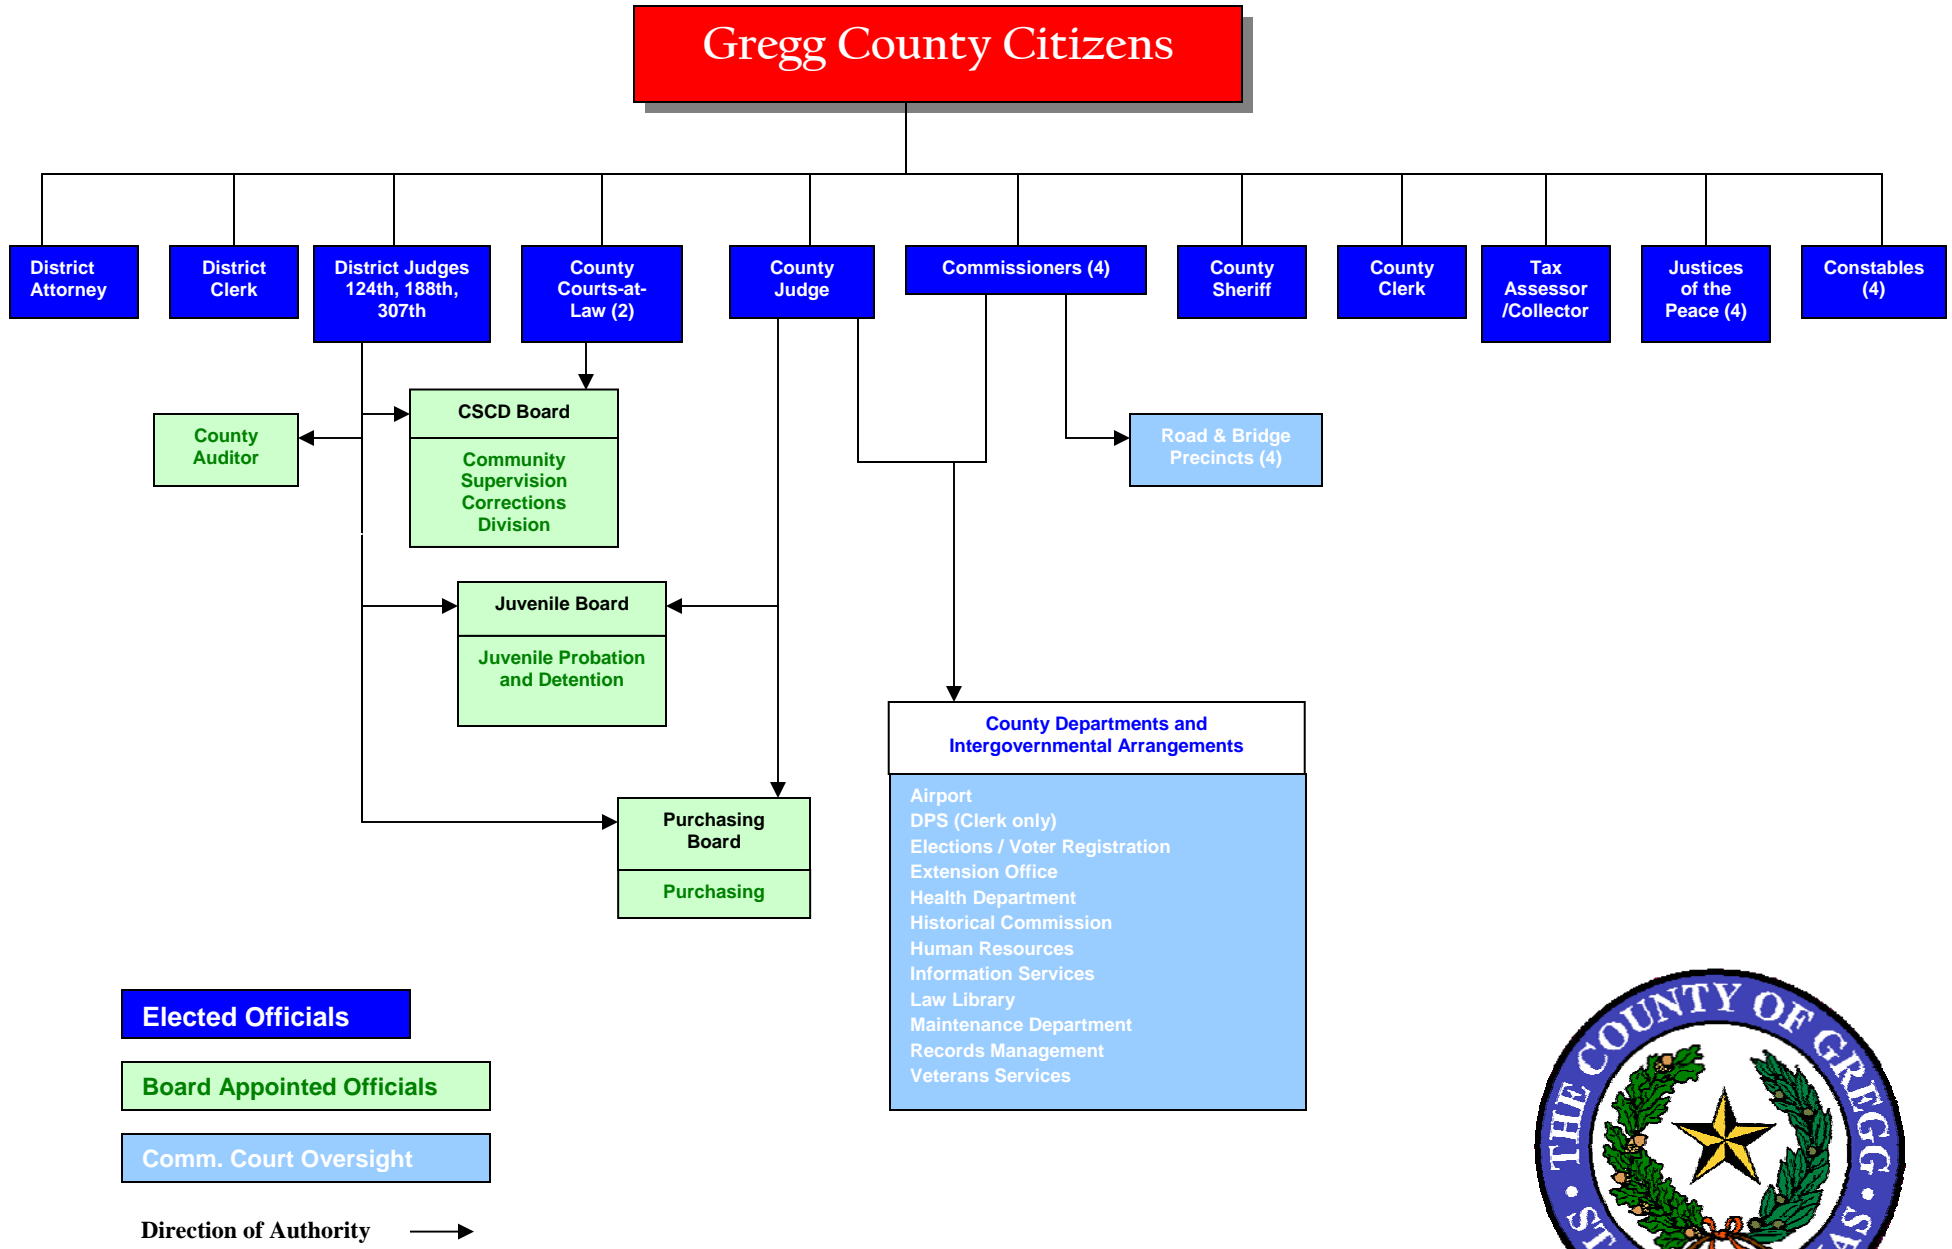 Gregg County Citizens
District
Attorney
District
Clerk
District Judges
124th, 188th,
307th
County
Courts-at-
Law (2)
County
Judge
Commissioners (4)
County
Sheriff
County
Clerk
Tax
Assessor
/Collector
Justices
of the
Peace (4)
Constables
(4)
County
Auditor
CSCD Board
Community
Supervision
Corrections
Division
Road & Bridge
Precincts (4)
Juvenile Board
Juvenile Probation
and Detention
County Departments and
Intergovernmental Arrangements
Purchasing
Board
Purchasing
Airport
DPS (Clerk only)
Elections / Voter Registration
Extension Office
Health Department
Historical Commission
Human Resources
Information Services
Law Library
Maintenance Department
Records Management
Veterans Services
Elected Officials
Board Appointed Officials
Comm. Court Oversight
Direction of Authority
THE COUNTY OF GREGG